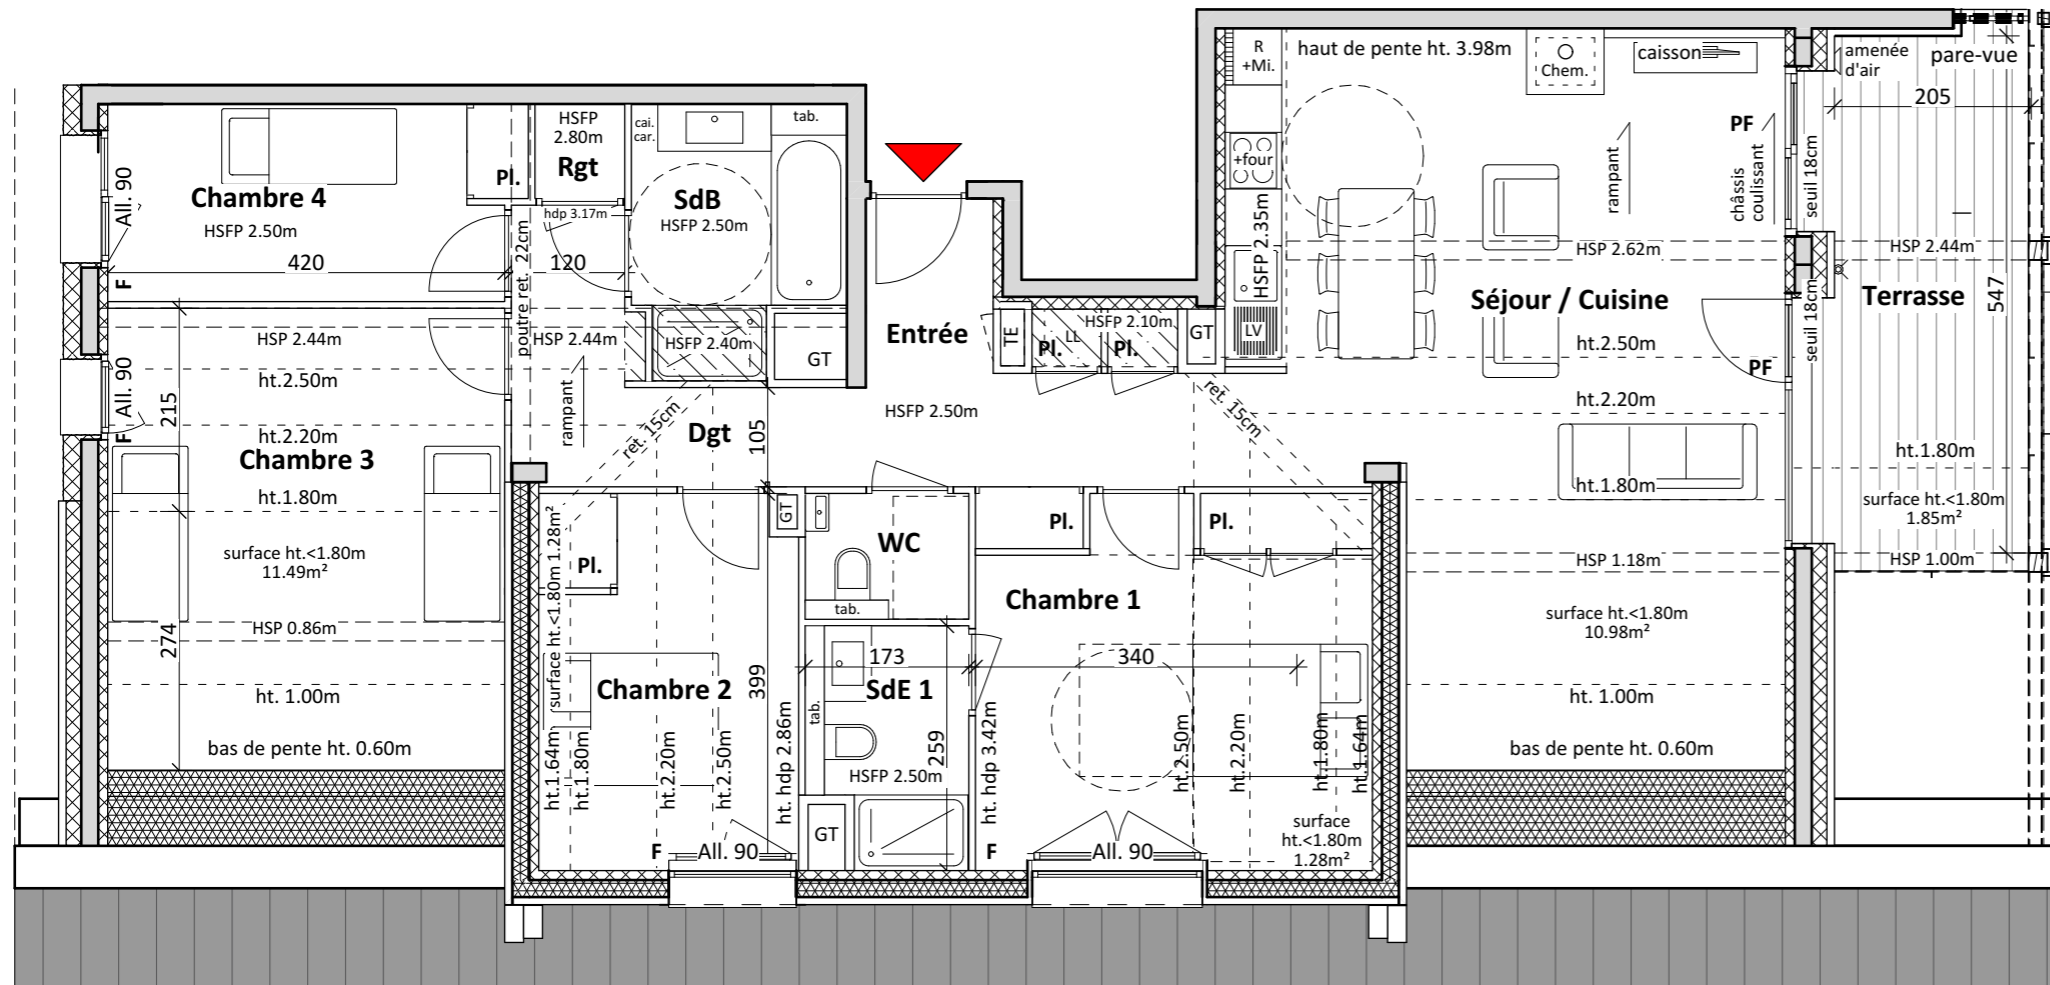 R
+Mi.
haut de pente ht. 3.98m
Chem.
caisson
amenée
d'air
pare-vue
205
HSFP
2.80m
Rgt
cai.
car.
tab.
Pl.
All. 90
Chambre 4
HSFP 2.50m
F
420
hdp 3.17m
120
poutre ret. 22cm
SdB
HSFP 2.50m
+four
HSFP 2.35m
rampant
PF
châssis
coulissant
seuil 18cm
HSP 2.62m
HSP 2.44m
Séjour / Cuisine
Terrasse
547
HSP 2.44m
HSP 2.44m
HSFP 2.40m
GT
Entrée
TE
Pl.
LL
HSFP 2.10m
Pl.
GT
LV
ht.2.50m
seuil 18cm
PF
ht.2.50m
All. 90
F
215
rampant
ret. 15cm
Dgt
105
HSFP 2.50m
ret. 15cm
ht.2.20m
ht.2.20m
Chambre 3
ht.1.80m
ht.1.80m
ht.1.80m
surface ht.<1.80m
1.85m²
HSP 1.00m
surface ht.<1.80m
11.49m²
HSP 0.86m
274
ht. 1.00m
bas de pente ht. 0.60m
surface ht.<1.80m 1.28m²
Pl.
GT
WC
tab.
Pl.
Pl.
HSP 1.18m
surface ht.<1.80m
10.98m²
ht. 1.00m
bas de pente ht. 0.60m
Chambre 2
399
ht.1.64m
ht.1.80m
ht.2.20m
ht.2.50m
ht. hdp 2.86m
173
SdE 1
tab.
HSFP 2.50m
259
GT
Chambre 1
340
ht. hdp 3.42m
ht.2.50m
ht.2.20m
ht.1.80m
ht.1.64m
surface
ht.<1.80m
1.28m²
F
All. 90
F
All. 90